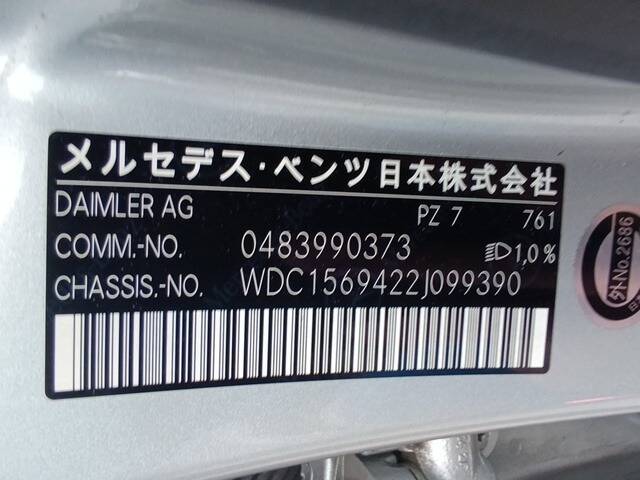 メルセデス・ベンツ日本株式会社
DAIMLER AG PZ 7 761
COMM.-NO. 0483990373 1,0 %
CHASSIS.-NO. WDC1569422J099390
外No.2686